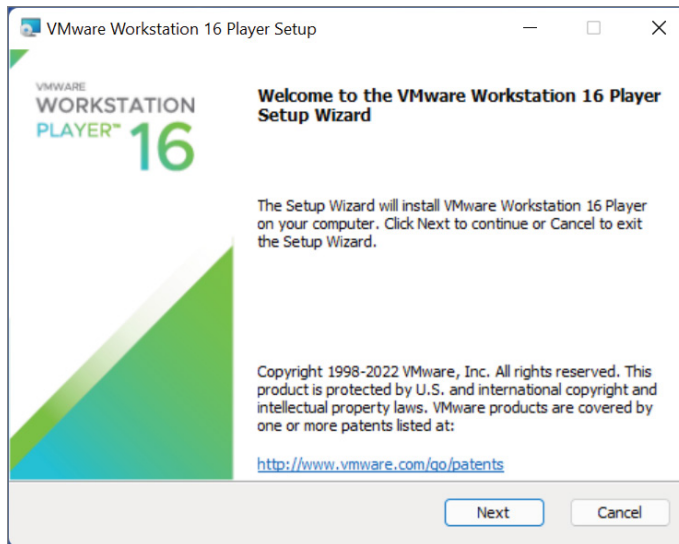 VMware Workstation 16 Player Setup
VMWARE
WORKSTATION
PLAYER™ 16
Welcome to the VMware Workstation 16 Player
Setup Wizard
The Setup Wizard will install VMware Workstation 16 Player
on your computer. Click Next to continue or Cancel to exit
the Setup Wizard.
Copyright 1998-2022 VMware, Inc. All rights reserved. This
product is protected by U.S. and international copyright and
intellectual property laws. VMware products are covered by
one or more patents listed at:
http://www.vmware.com/go/patents
Next Cancel